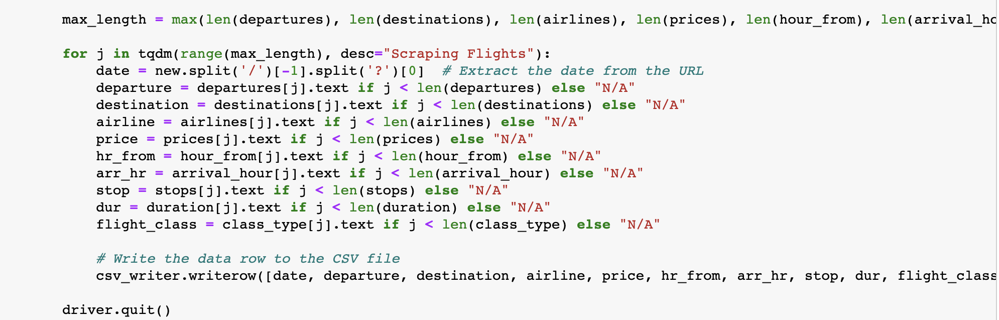 max_length = max(len(departures), len(destinations), len(airlines), len(prices), len(hour_from), len(arrival_ho
for j in tqdm(range(max_length), desc="Scraping Flights"):
date = new.split('/')[-1].split('?')[0]  # Extract the date from the URL
departure = departures[j].text if j < len(departures) else "N/A"
destination = destinations[j].text if j < len(destinations) else "N/A"
airline = airlines[j].text if j < len(airlines) else "N/A"
price = prices[j].text if j < len(prices) else "N/A"
hr_from = hour_from[j].text if j < len(hour_from) else "N/A"
arr_hr = arrival_hour[j].text if j < len(arrival_hour) else "N/A"
stop = stops[j].text if j < len(stops) else "N/A"
dur = duration[j].text if j < len(duration) else "N/A"
flight_class = class_type[j].text if j < len(class_type) else "N/A"
# Write the data row to the CSV file
csv_writer.writerow([date, departure, destination, airline, price, hr_from, arr_hr, stop, dur, flight_class
driver.quit()